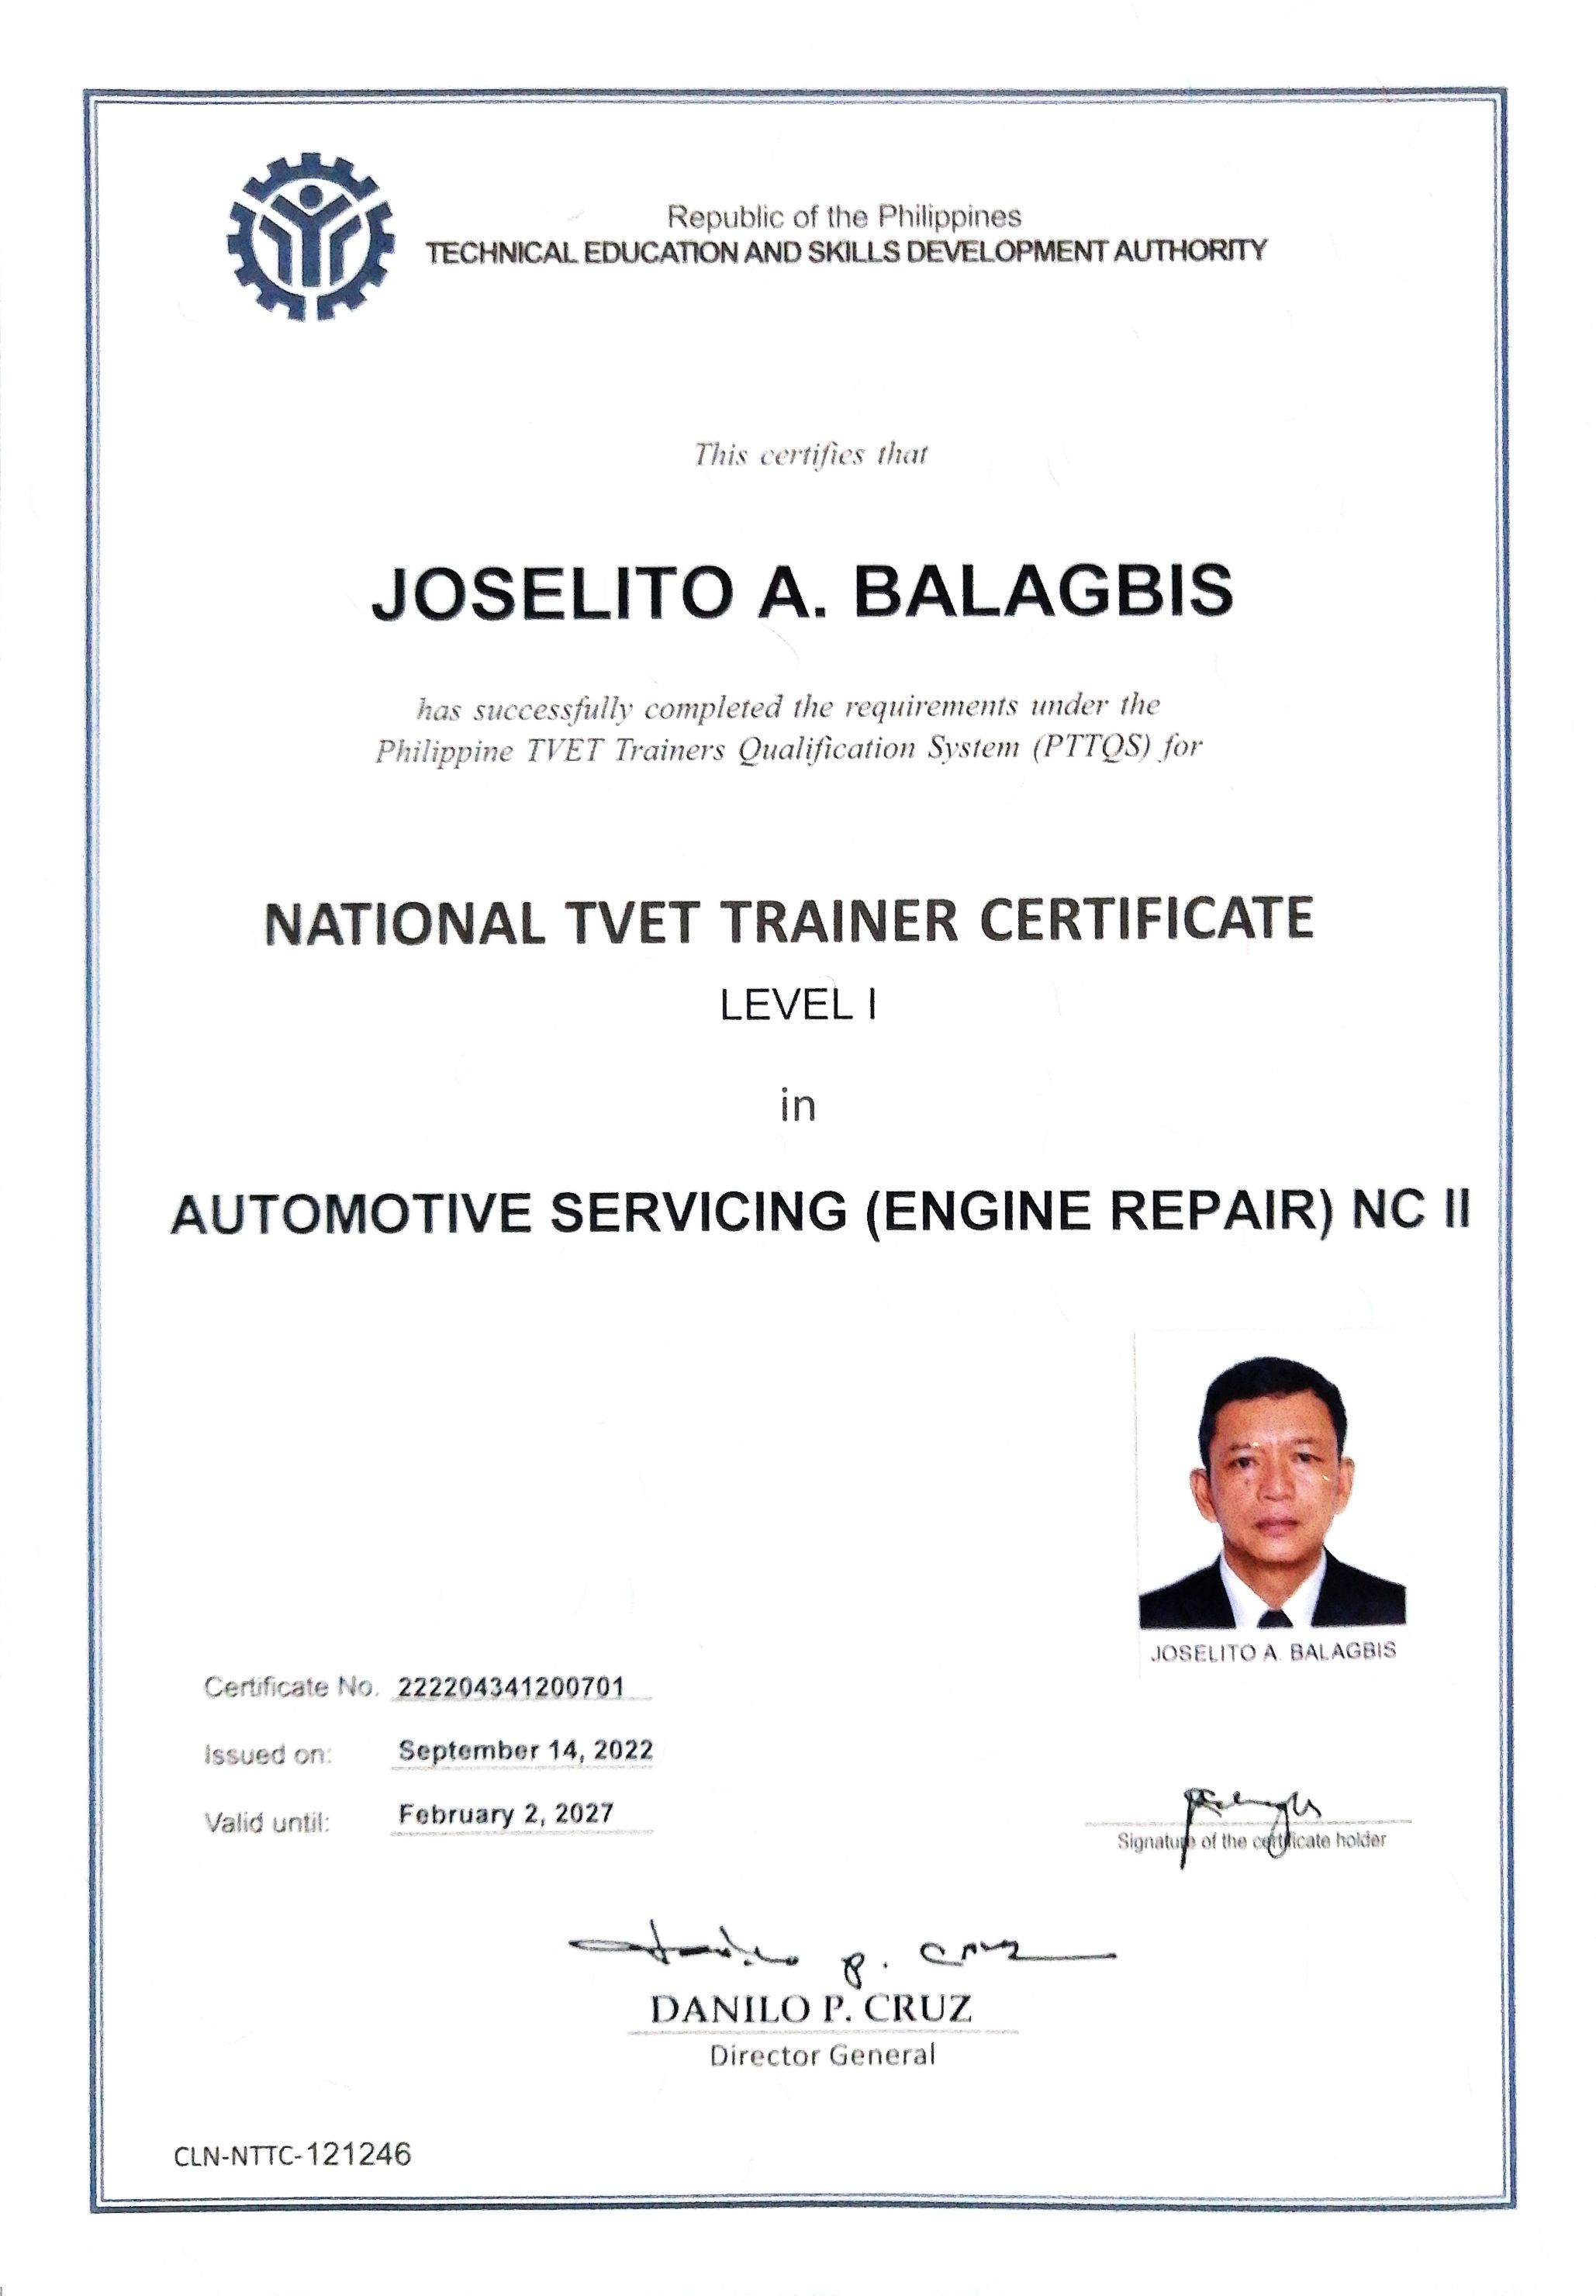 Republic of the Philippines
TECHNICAL EDUCATION AND SKILLS DEVELOPMENT AUTHORITY
This certifies that
JOSELITO A. BALAGBIS
has successfully completed the requirements under the
Philippine TVET Trainers Qualification System (PTTQS) for
NATIONAL TVET TRAINER CERTIFICATE
LEVEL I
in
AUTOMOTIVE SERVICING (ENGINE REPAIR) NC II
JOSELITO A. BALAGBIS
Certificate No. 222204341200701
Issued on: September 14, 2022
Valid until: February 2, 2027
Signature of the certificate holder
Danilo P. Cruz
DANILO P. CRUZ
Director General
CLN-NTTC-121246